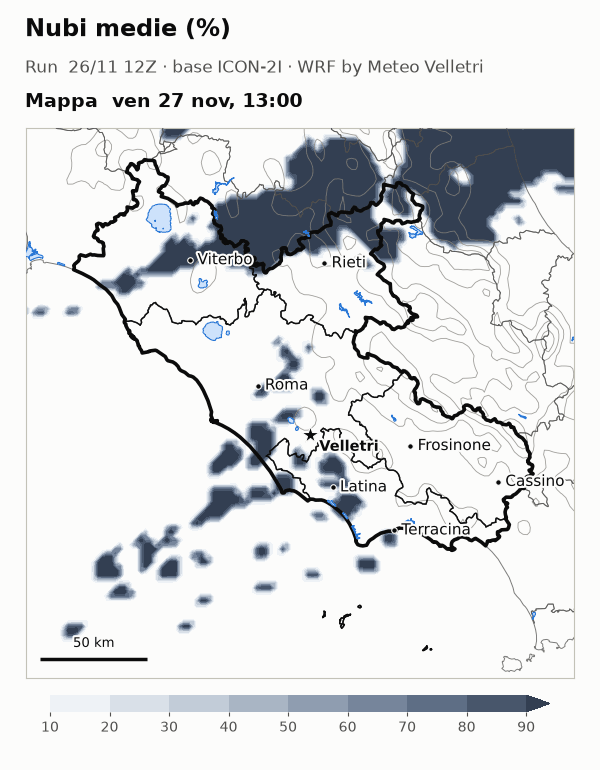 Nubi medie (%)
Run  26/11 12Z · base ICON-2I · WRF by Meteo Velletri
Mappa  ven 27 nov, 13:00
Viterbo
Rieti
Roma
Velletri
Frosinone
Cassino
Latina
Terracina
50 km
10 20 30 40 50 60 70 80 90